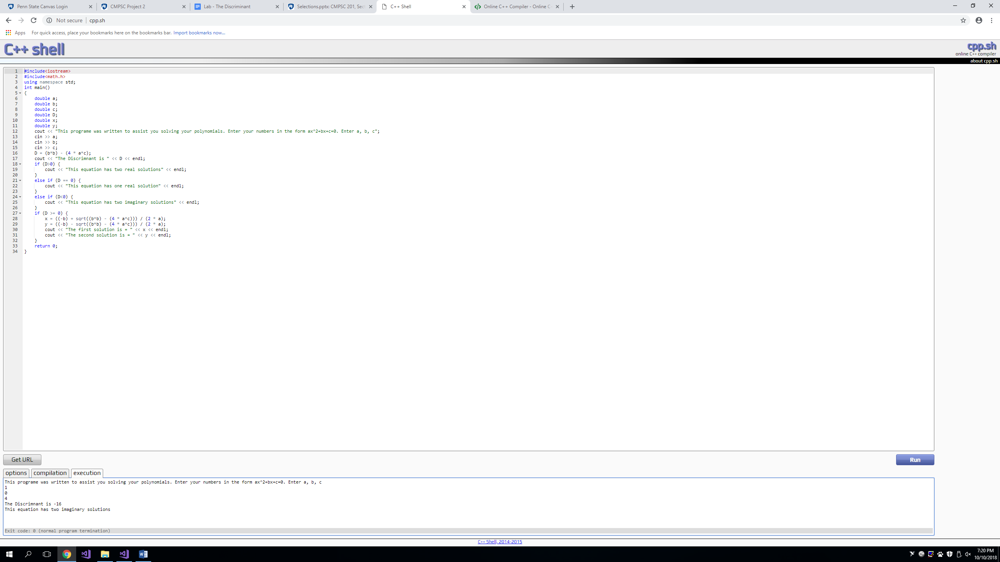 Penn State Canvas Login
CMPSC Project 2
Lab - The Discriminant
Selections.pptx: CMPSC 201, Sect
C++ Shell
Online C++ Compiler - Online C
Not secure cpp.sh
Apps For quick access, place your bookmarks here on the bookmarks bar. Import bookmarks now...
C++ shell
cpp.sh
online C++ compiler
about cpp.sh
1 #include<iostream>
2 #include<math.h>
3 using namespace std;
4 int main()
5 {
6     double a;
7     double b;
8     double c;
9     double D;
10     double x;
11     double y;
12     cout << "This programe was written to assist you solving your polynomials. Enter your numbers in the form ax^2+bx+c=0. Enter a, b, c";
13     cin >> a;
14     cin >> b;
15     cin >> c;
16     D = (b*b) - (4 * a*c);
17     cout << "The Discrimnant is " << D << endl;
18     if (D>0) {
19         cout << "This equation has two real solutions" << endl;
20     }
21     else if (D == 0) {
22         cout << "This equation has one real solution" << endl;
23     }
24     else if (D<0) {
25         cout << "This equation has two imaginary solutions" << endl;
26     }
27     if (D >= 0) {
28         x = ((-b) + sqrt((b*b) - (4 * a*c))) / (2 * a);
29         y = ((-b) - sqrt((b*b) - (4 * a*c))) / (2 * a);
30         cout << "The first solution is = " << x << endl;
31         cout << "The second solution is = " << y << endl;
32     }
33     return 0;
34 }
Get URL
Run
options compilation execution
This programe was written to assist you solving your polynomials. Enter your numbers in the form ax^2+bx+c=0. Enter a, b, c
1
0
4
The Discrimnant is -16
This equation has two imaginary solutions
Exit code: 0 (normal program termination)
C++ Shell, 2014-2015
7:20 PM
10/10/2018